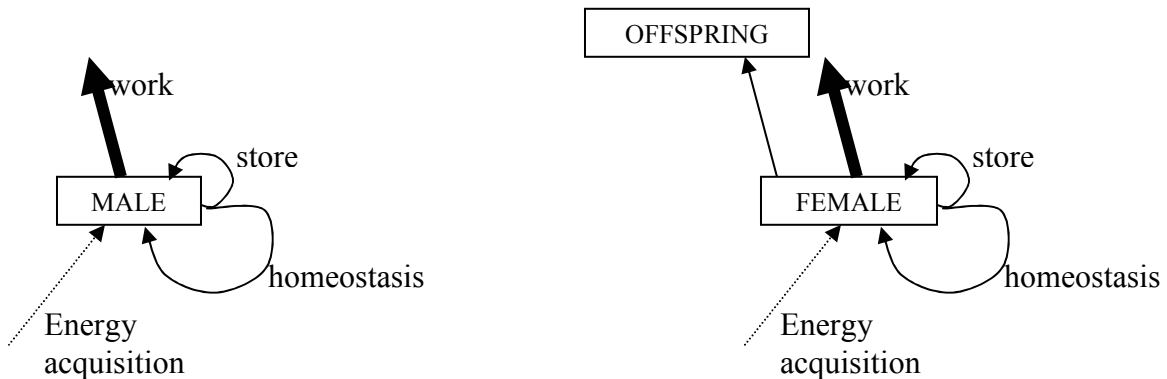 work
store
MALE
homeostasis
Energy
acquisition
OFFSPRING
work
store
FEMALE
homeostasis
Energy
acquisition